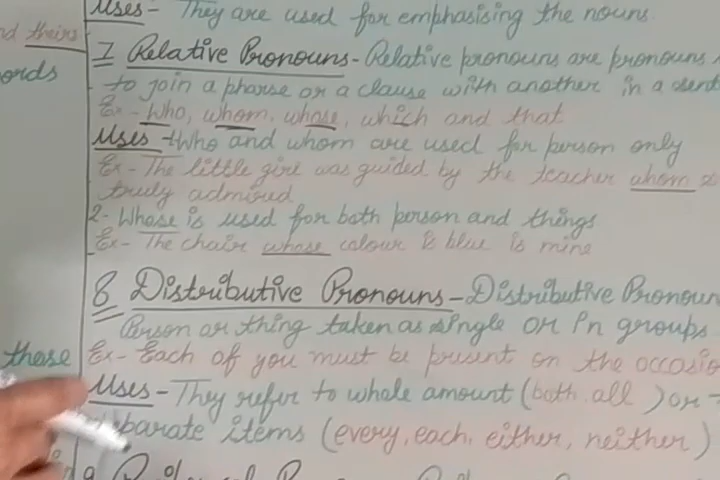 Uses - They are used for emphasising the nouns.
nd theirs
7 Relative Pronouns - Relative pronouns are pronouns
ords
to join a pharse or a clause with another in a sent
Ex - Who, whom, whose, which and that
Uses - 1 Who and whom are used for person only
Ex - The little girl was guided by the teacher whom s
truly admired
2- Whose is used for both person and things
Ex - The chair whose colour is blue is mine
8 Distributive Pronouns - Distributive Pronoun
Person or thing taken as single or in groups
these
Ex - Each of you must be present on the occasio
Uses - They refer to whole amount (both, all) or
separate items (every, each, either, neither)
9